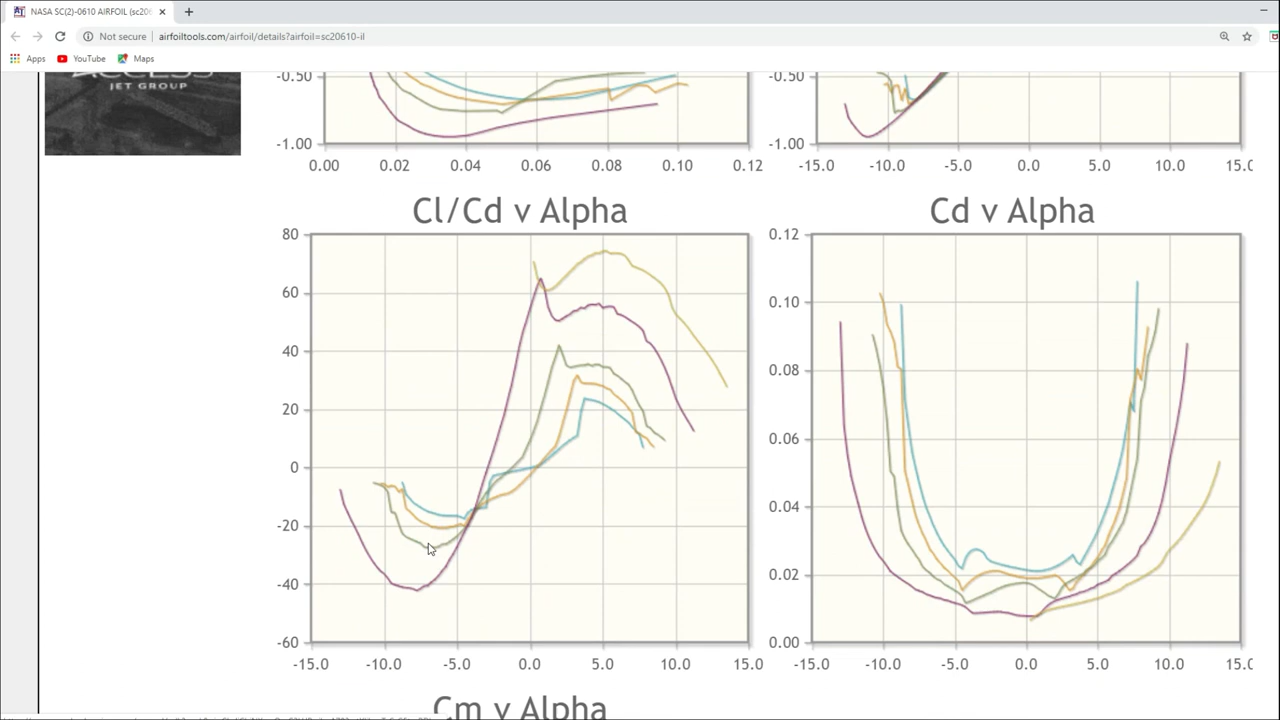 NASA SC(2)-0610 AIRFOIL (sc206
Not secure | airfoiltools.com/airfoil/details?airfoil=sc20610-il
Apps YouTube Maps
ACCESS
JET GROUP
-0.50
-1.00
0.00 0.02 0.04 0.06 0.08 0.10 0.12
-0.50
-1.00
-15.0 -10.0 -5.0 0.0 5.0 10.0 15.
Cl/Cd v Alpha
80
60
40
20
0
-20
-40
-60
-15.0 -10.0 -5.0 0.0 5.0 10.0 15.0
Cd v Alpha
0.12
0.10
0.08
0.06
0.04
0.02
0.00
-15.0 -10.0 -5.0 0.0 5.0 10.0 15.
Cm v Alpha